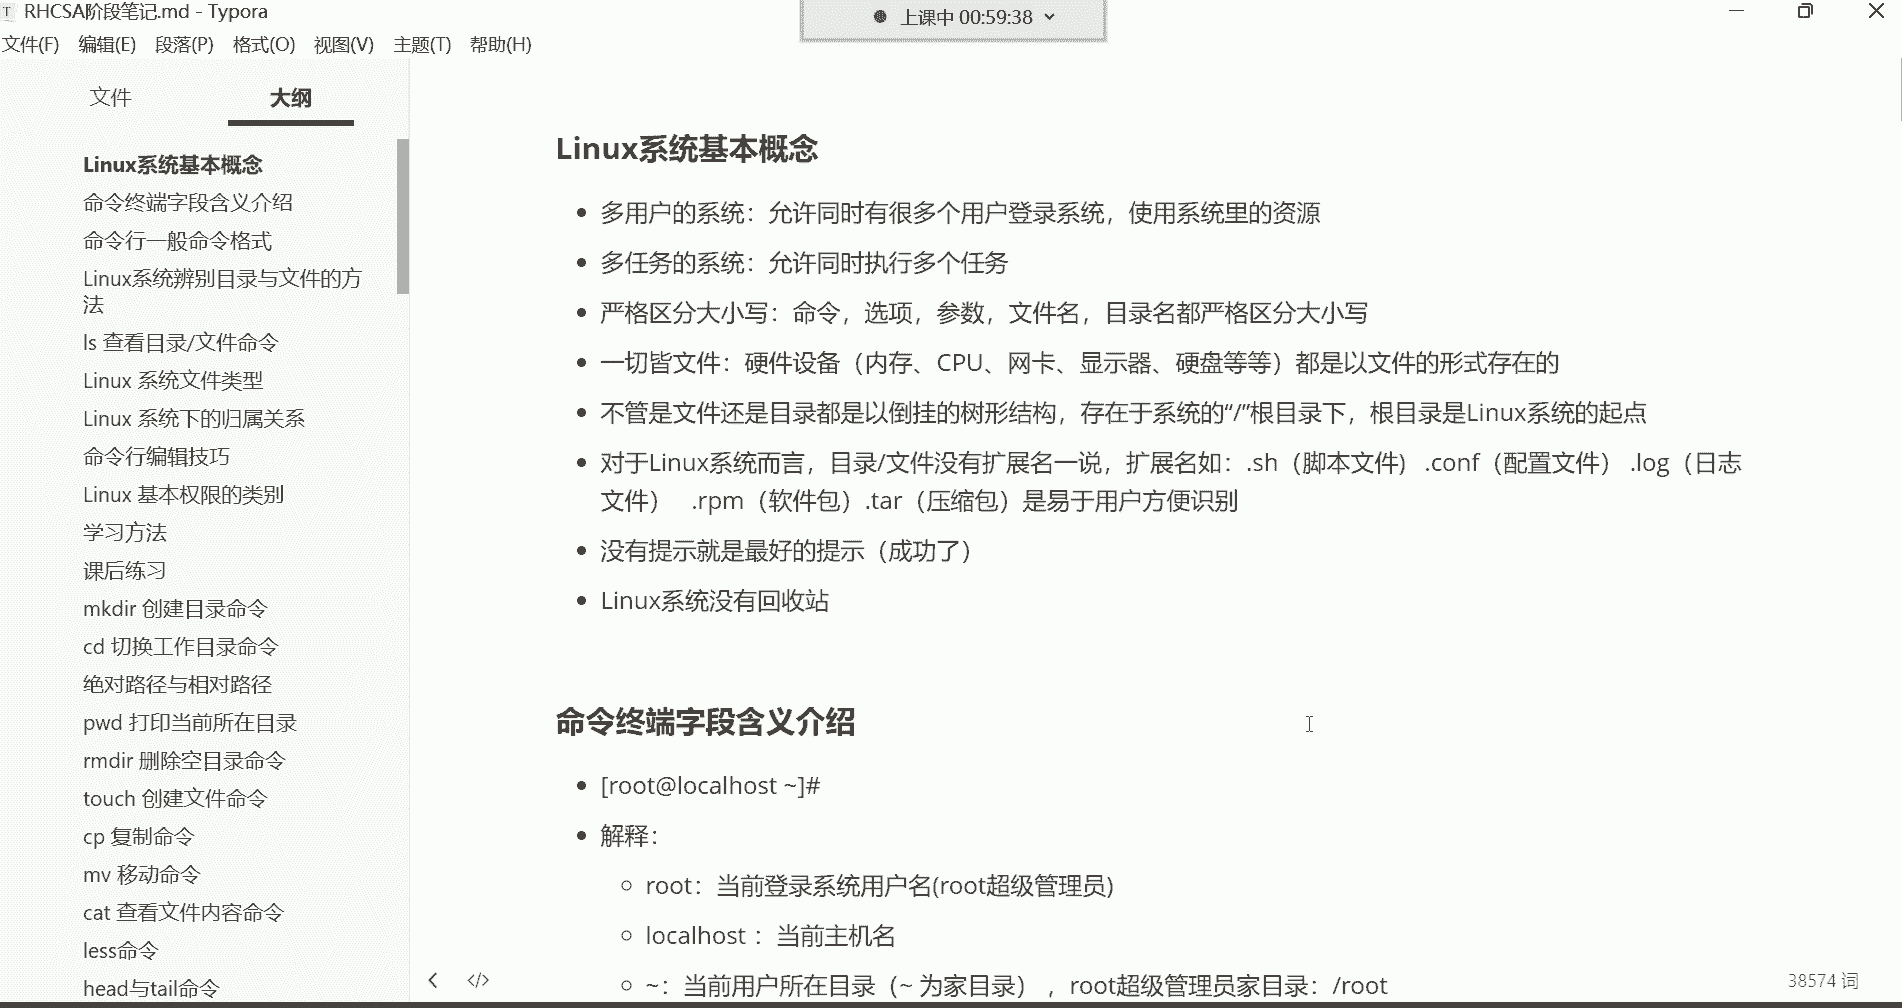 RHCSA阶段笔记.md - Typora
上课中 00:59:38
文件(F) 编辑(E) 段落(P) 格式(O) 视图(V) 主题(T) 帮助(H)
文件 大纲
Linux系统基本概念
命令终端字段含义介绍
命令行一般命令格式
Linux系统辨别目录与文件的方
法
ls 查看目录/文件命令
Linux 系统文件类型
Linux 系统下的归属关系
命令行编辑技巧
Linux 基本权限的类别
学习方法
课后练习
mkdir 创建目录命令
cd 切换工作目录命令
绝对路径与相对路径
pwd 打印当前所在目录
rmdir 删除空目录命令
touch 创建文件命令
cp 复制命令
mv 移动命令
cat 查看文件内容命令
less命令
head与tail命令
Linux系统基本概念
多用户的系统：允许同时有很多个用户登录系统，使用系统里的资源
多任务的系统：允许同时执行多个任务
严格区分大小写：命令，选项，参数，文件名，目录名都严格区分大小写
一切皆文件：硬件设备（内存、CPU、网卡、显示器、硬盘等等）都是以文件的形式存在的
不管是文件还是目录都是以倒挂的树形结构，存在于系统的“/”根目录下，根目录是Linux系统的起点
对于Linux系统而言，目录/文件没有扩展名一说，扩展名如：.sh（脚本文件）.conf（配置文件） .log（日志
文件） .rpm（软件包）.tar（压缩包）是易于用户方便识别
没有提示就是最好的提示（成功了）
Linux系统没有回收站
命令终端字段含义介绍
[root@localhost ~]#
解释：
root：当前登录系统用户名(root超级管理员)
localhost ：当前主机名
~：当前用户所在目录（~ 为家目录），root超级管理员家目录：/root
38574 词